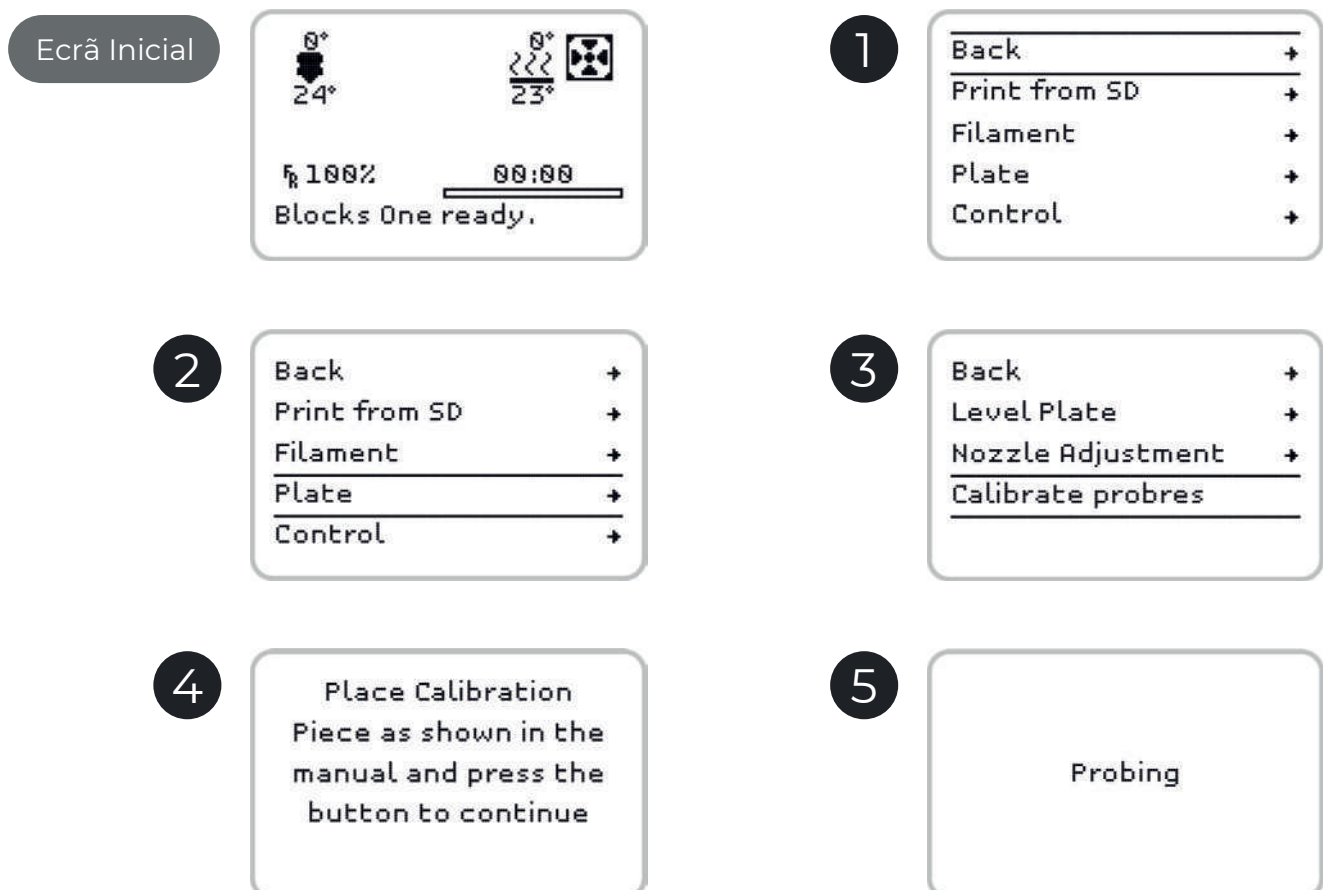 Ecrã Inicial
0° 0°
24° 23°
FR 100% 00:00
Blocks One ready.
1
Back
Print from SD
Filament
Plate
Control
2
Back
Print from SD
Filament
Plate
Control
3
Back
Level Plate
Nozzle Adjustment
Calibrate probres
4
Place Calibration
Piece as shown in the
manual and press the
button to continue
5
Probing